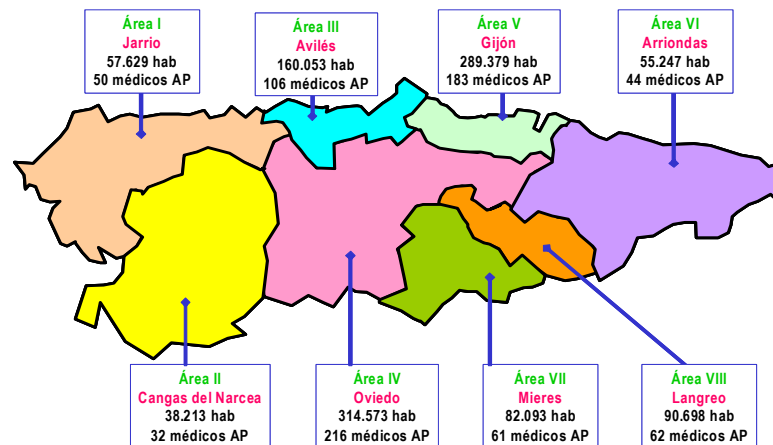 Área I
Jarrio
57.629 hab
50 médicos AP
Área III
Avilés
160.053 hab
106 médicos AP
Área V
Gijón
289.379 hab
183 médicos AP
Área VI
Arriondas
55.247 hab
44 médicos AP
Área II
Cangas del Narcea
38.213 hab
32 médicos AP
Área IV
Oviedo
314.573 hab
216 médicos AP
Área VII
Mieres
82.093 hab
61 médicos AP
Área VIII
Langreo
90.698 hab
62 médicos AP